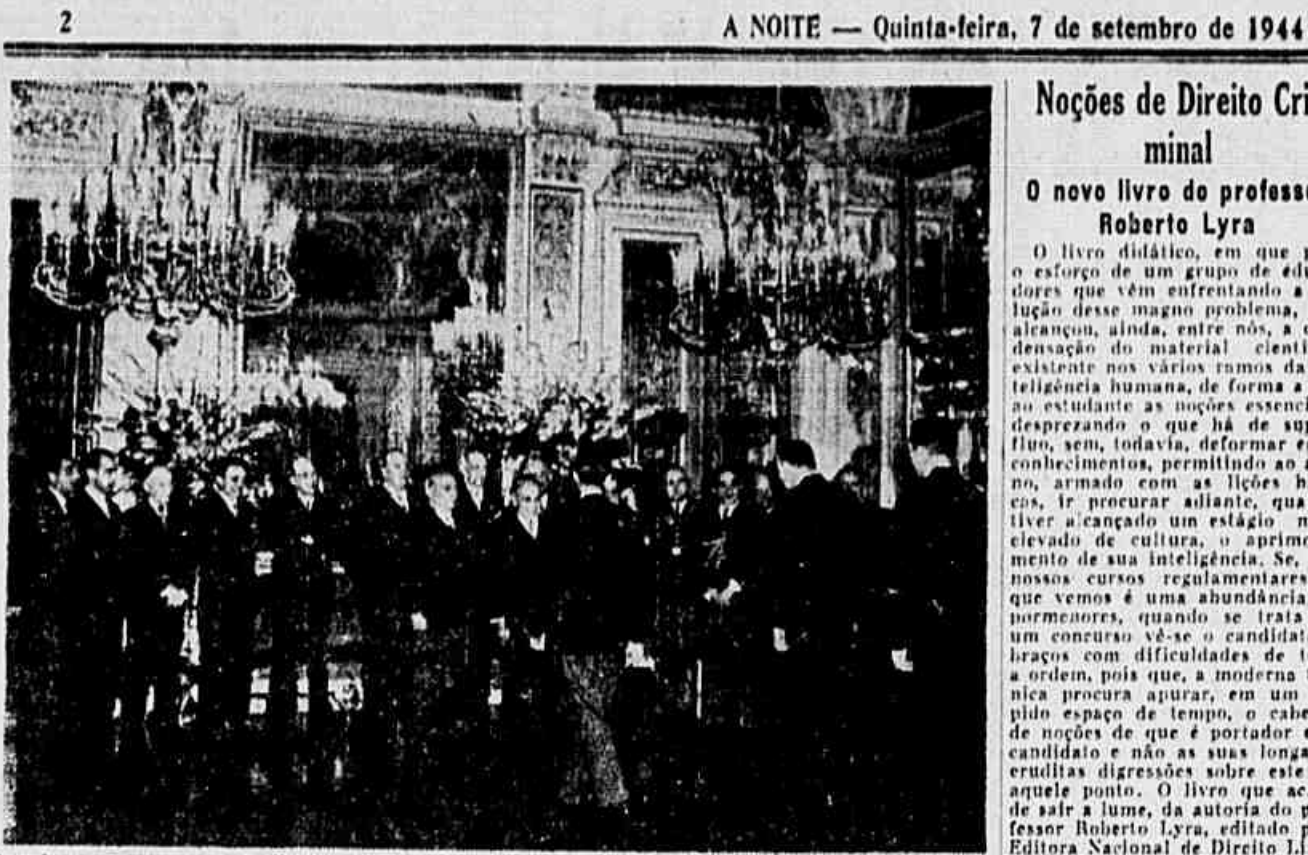 2
A NOITE — Quinta-feira, 7 de setembro de 1944
Noções de Direito Cri
minal
O novo livro do profess
Roberto Lyra
O livro didático, em que
o esforço de um grupo de édi
dores que vêm enfrentando a
lução desse magno problema,
alcançou, ainda, entre nós, a
densação do material cientí
existente nos vários ramos da
teligência humana, de forma a
ao estudante as noções essenci
desprezando o que há de sup
fluo, sem, todavia, deformar e
conhecimentos, permitindo ao
no, armado com as lições
cas, ir procurar adiante, qua
tiver alcançado um estágio
elevado de cultura, o aprimo
mento de sua inteligência. Se,
nossos cursos regulamentares
que vemos é uma abundância
pormenores, quando se trata
um concurso vê-se o candidat
braços com dificuldades de
a ordem, pois que, a moderna
nica procura apurar, em um
pido espaço de tempo, o cabe
de noções de que é portador
candidato e não as suas longa
eruditas digressões sobre este
aquele ponto. O livro que ac
de sair a lume, da autoria do p
fessor Roberto Lyra, editado p
Editora Nacional de Direito